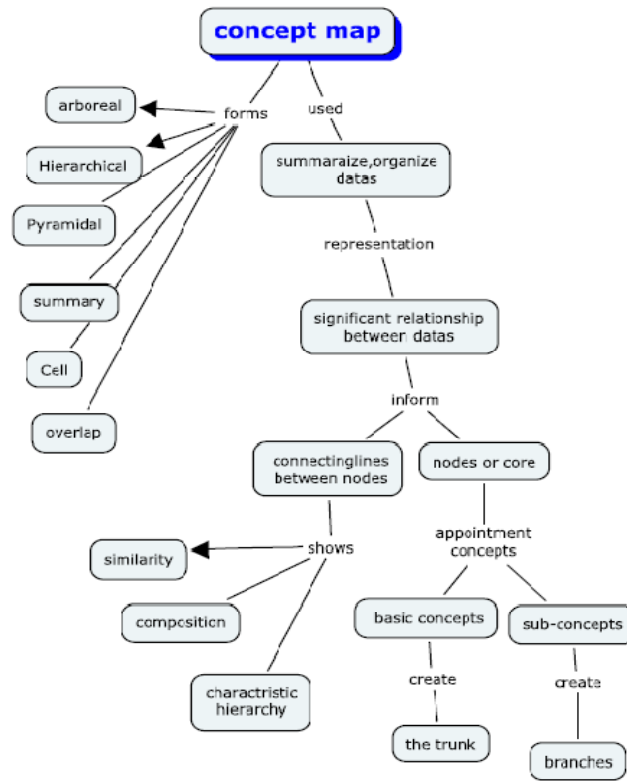 concept map
arboreal
forms
used
Hierarchical
summaraize,organize
datas
Pyramidal
representation
summary
significant relationship
between datas
Cell
inform
overlap
connectinglines
between nodes
nodes or core
shows
appointment
concepts
similarity
composition
basic concepts
sub-concepts
charactristic
hierarchy
create
create
the trunk
branches